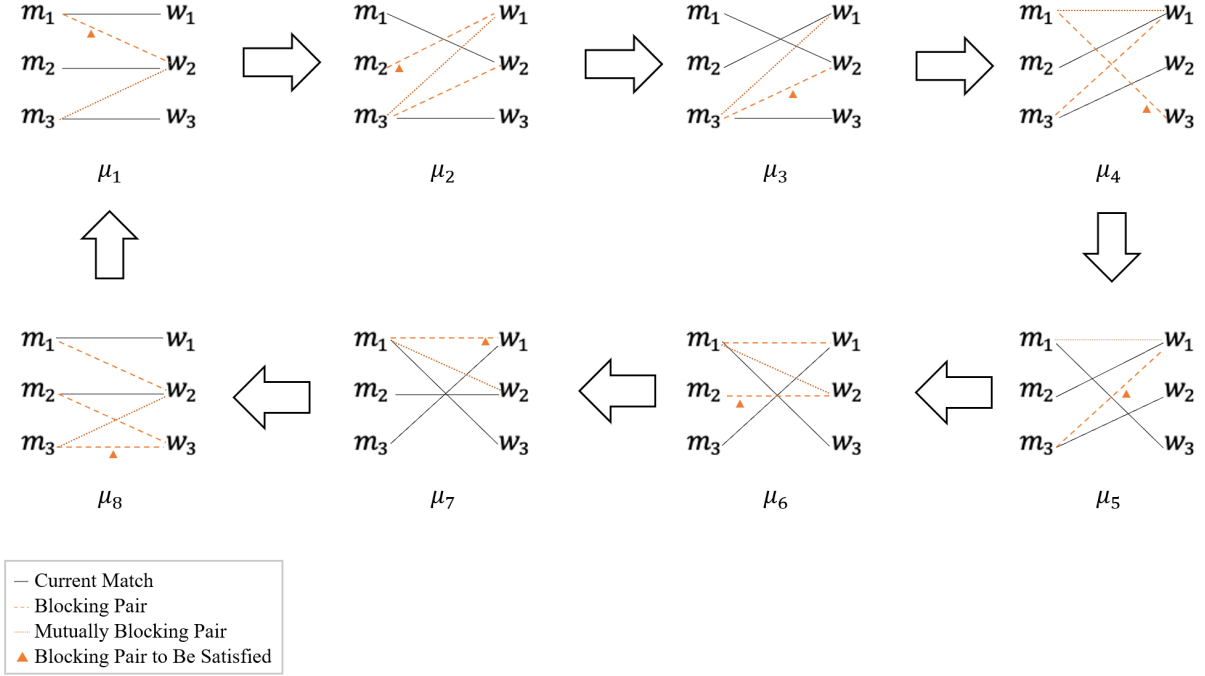 m₁ w₁ m₁ w₁ m₁ w₁ m₁ w₁
m₂ w₂ m₂ w₂ m₂ w₂ m₂ w₂
m₃ w₃ m₃ w₃ m₃ w₃ m₃ w₃
μ₁ μ₂ μ₃ μ₄
m₁ w₁ m₁ w₁ m₁ w₁ m₁ w₁
m₂ w₂ m₂ w₂ m₂ w₂ m₂ w₂
m₃ w₃ m₃ w₃ m₃ w₃ m₃ w₃
μ₈ μ₇ μ₆ μ₅
Current Match
Blocking Pair
Mutually Blocking Pair
Blocking Pair to Be Satisfied